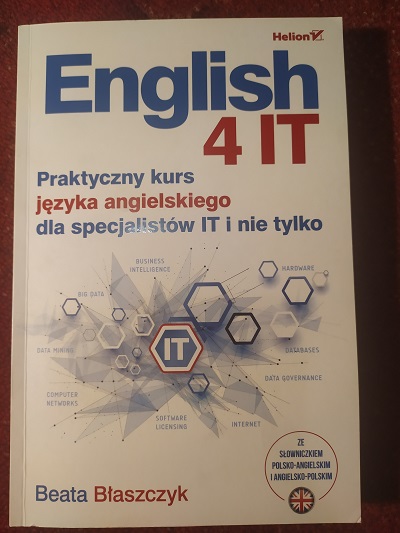 Helion
English
4 IT
Praktyczny kurs
języka angielskiego
dla specjalistów IT i nie tylko
BUSINESS
INTELLIGENCE
HARDWARE
BIG DATA
IT
DATA MINING
DATABASES
DATA GOVERNANCE
COMPUTER
NETWORKS
SOFTWARE
LICENSING
INTERNET
ZE
SŁOWNICZKIEM
POLSKO-ANGIELSKIM
I ANGIELSKO-POLSKIM
Beata Błaszczyk